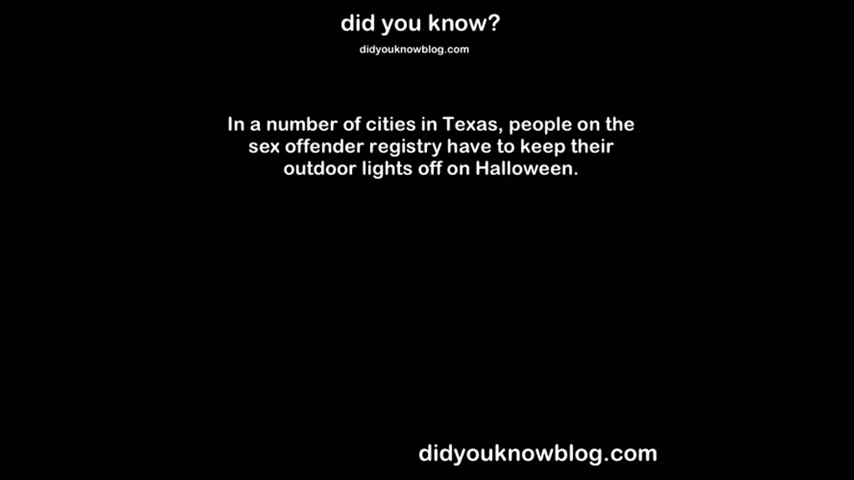 did you know?
didyouknowblog.com
In a number of cities in Texas, people on the
sex offender registry have to keep their
outdoor lights off on Halloween.
didyouknowblog.com